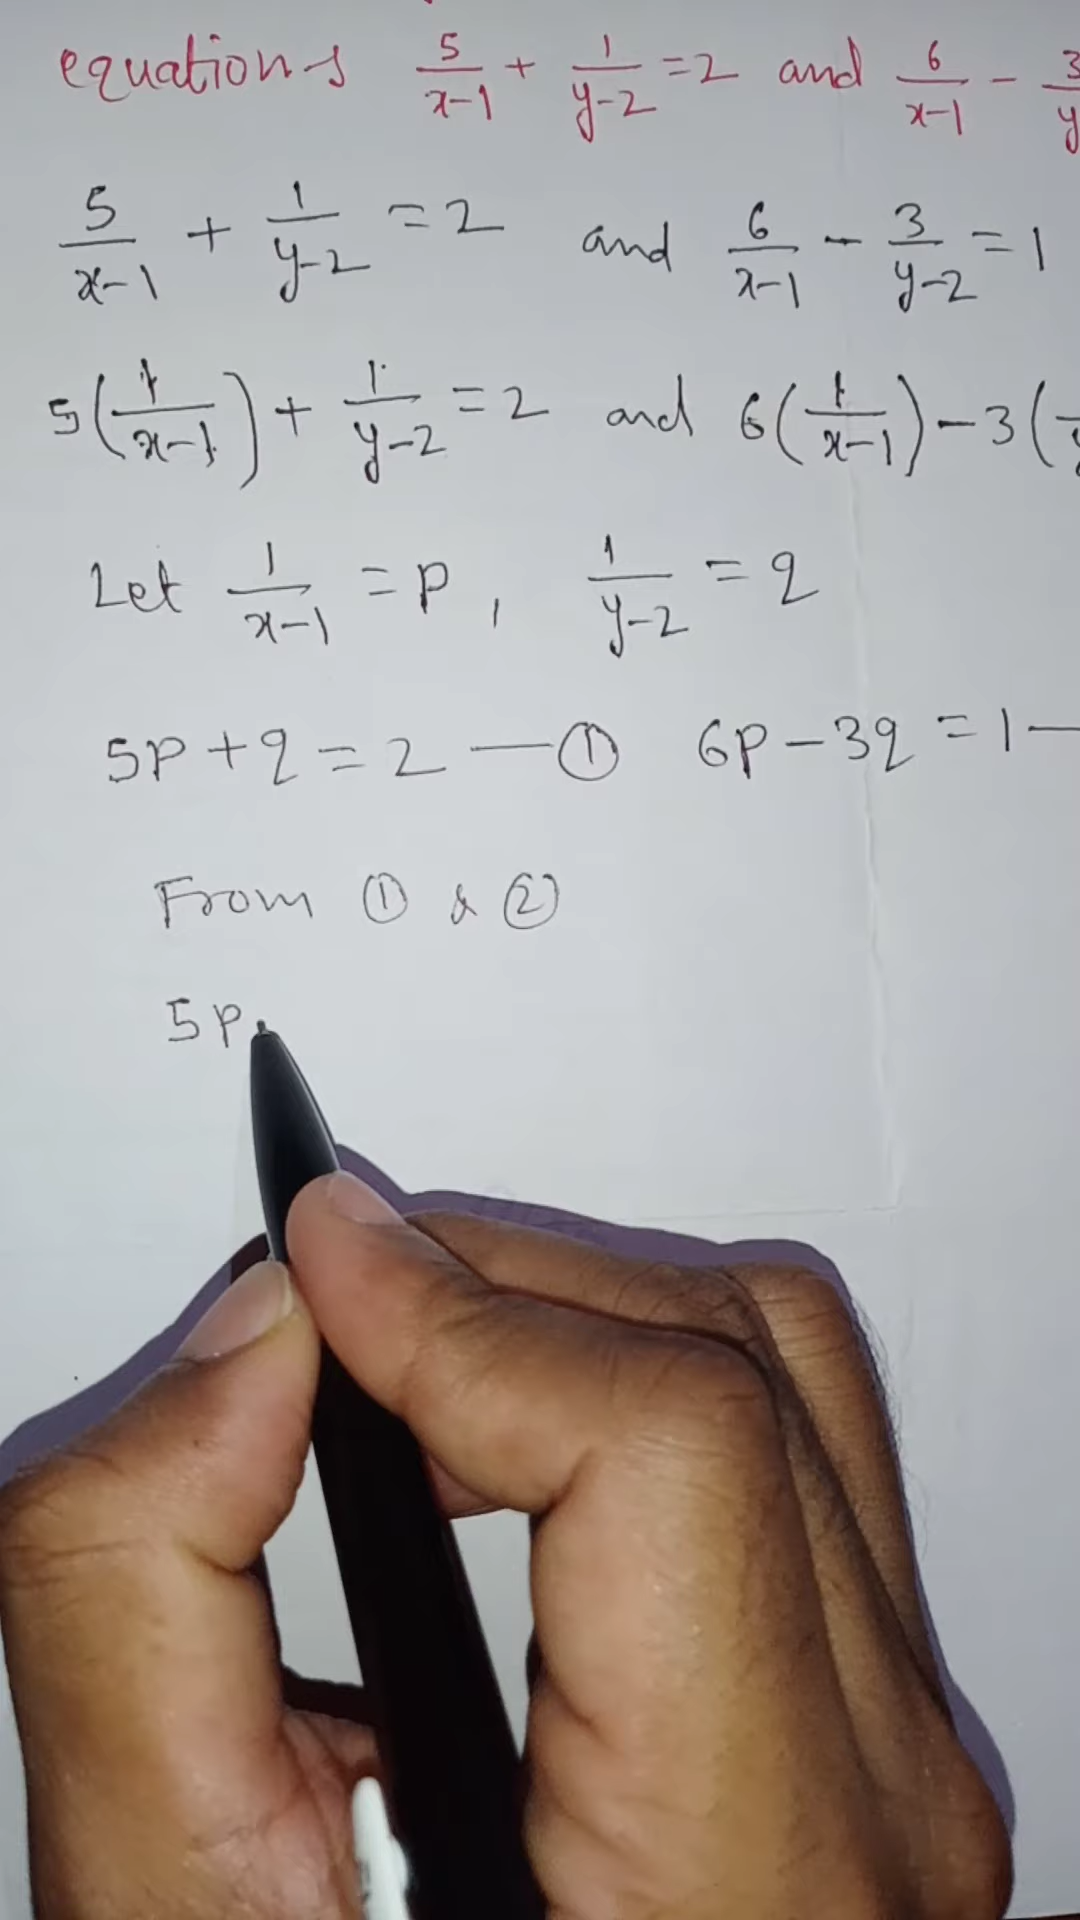 equations 5/(x-1) + 1/(y-2) = 2 and 6/(x-1) - 3/y
5/(x-1) + 1/(y-2) = 2 and 6/(x-1) - 3/(y-2) = 1
5(1/(x-1)) + 1/(y-2) = 2 and 6(1/(x-1)) - 3(
Let 1/(x-1) = p, 1/(y-2) = q
5p + q = 2 — ① 6p - 3q = 1 —
From ① & ②
5p